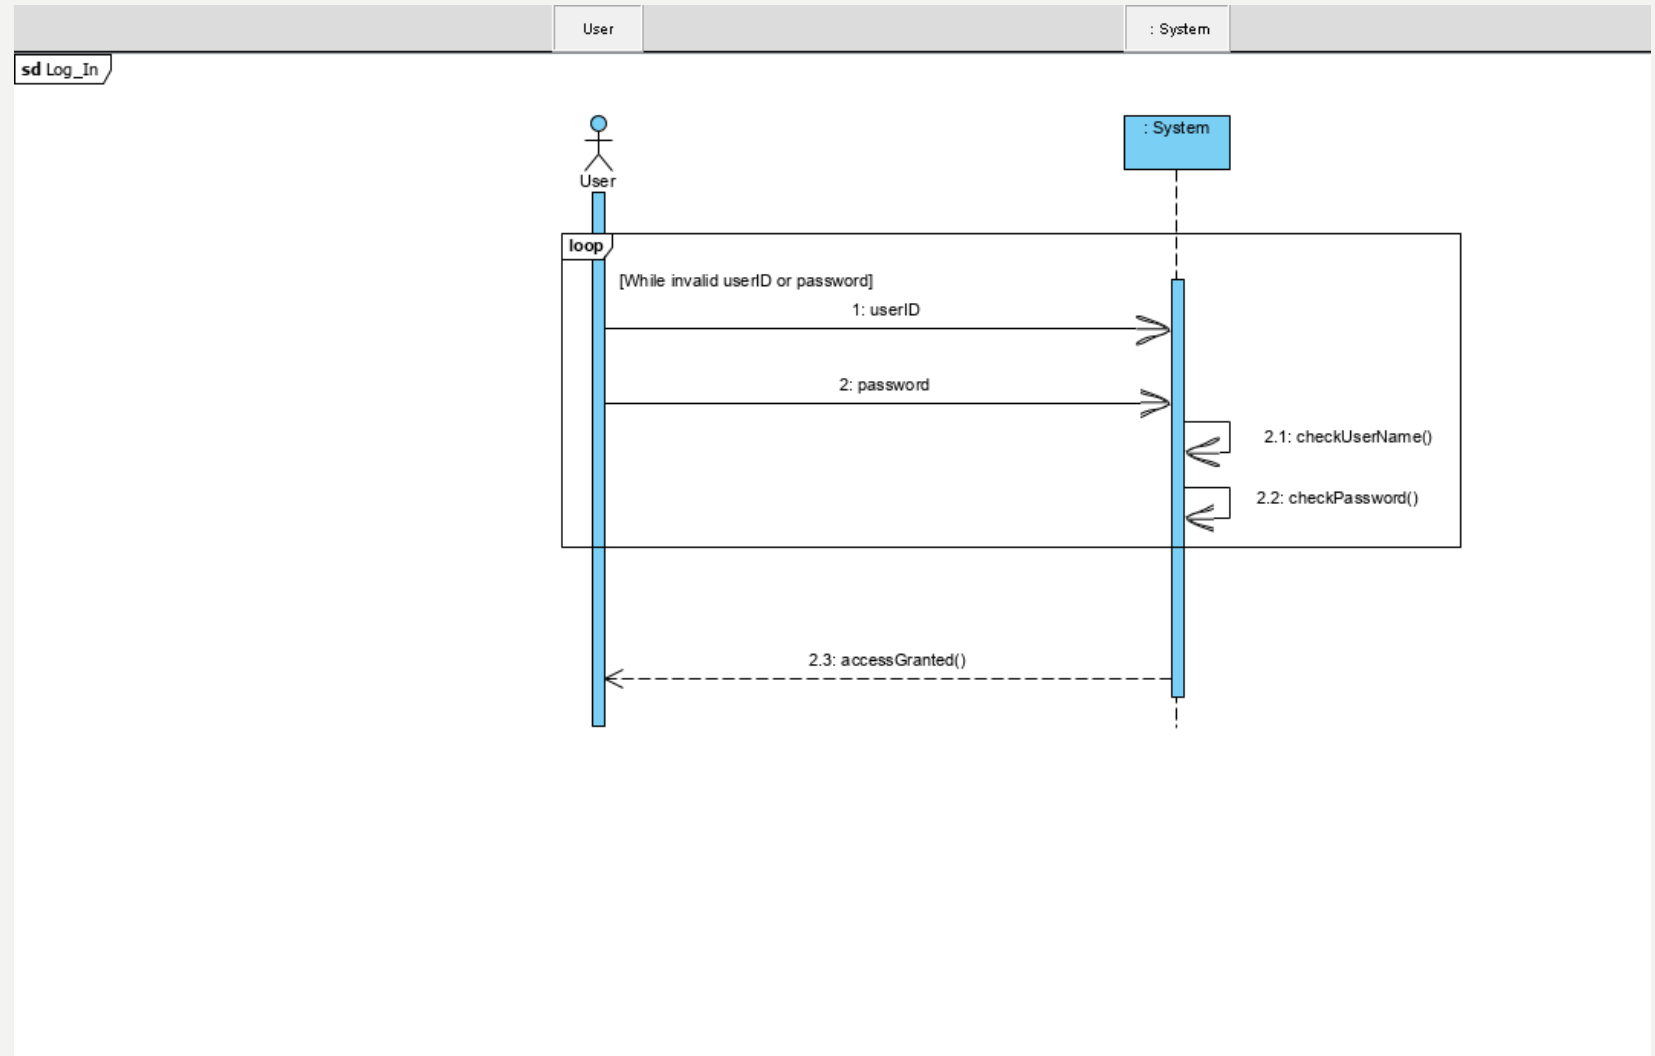 User
: System
sd Log_In
: System
User
loop
[While invalid userID or password]
1: userID
2: password
2.1: checkUserName()
2.2: checkPassword()
2.3: accessGranted()